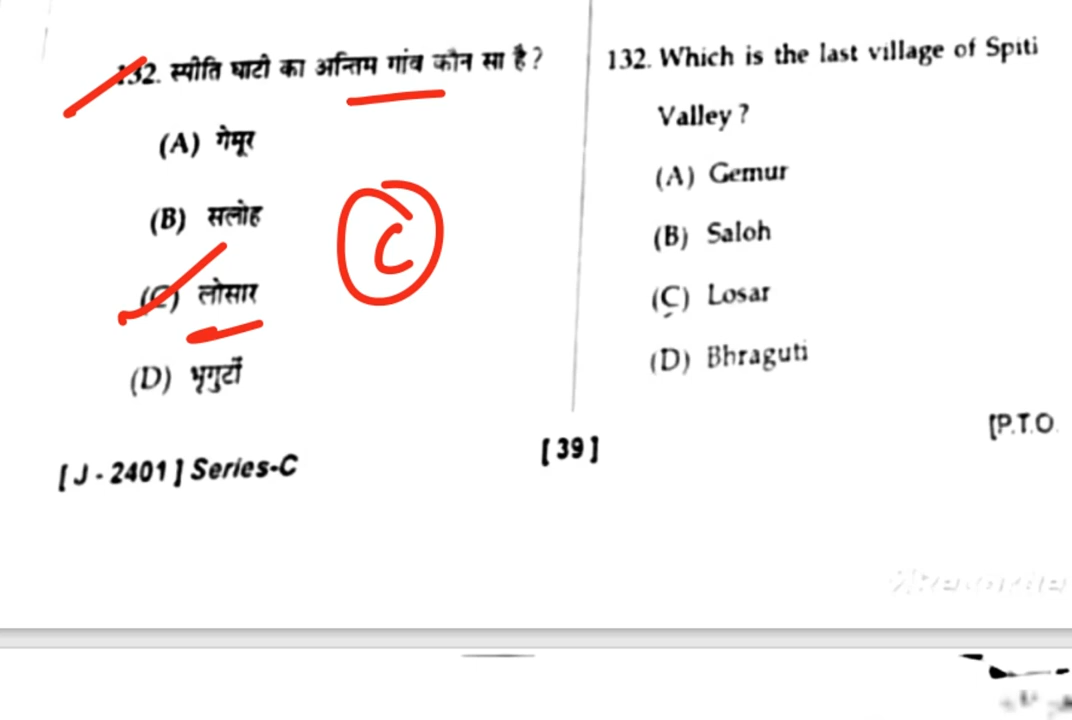 132. स्पीति घाटी का अन्तिम गांव कौन सा है ?
(A) गेमूर
(B) सलोह
(C) लोसार
(D) भृगुटी
C
132. Which is the last village of Spiti
Valley ?
(A) Gemur
(B) Saloh
(C) Losar
(D) Bhraguti
[P.T.O.
[ J - 2401 ] Series-C
[ 39 ]